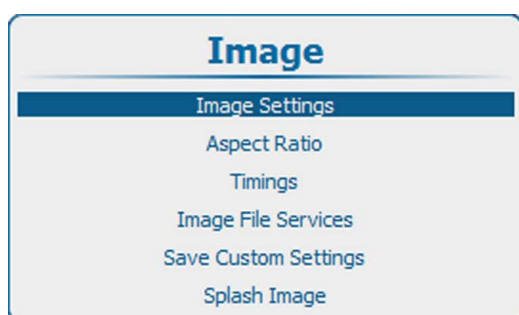 Image
Image Settings
Aspect Ratio
Timings
Image File Services
Save Custom Settings
Splash Image